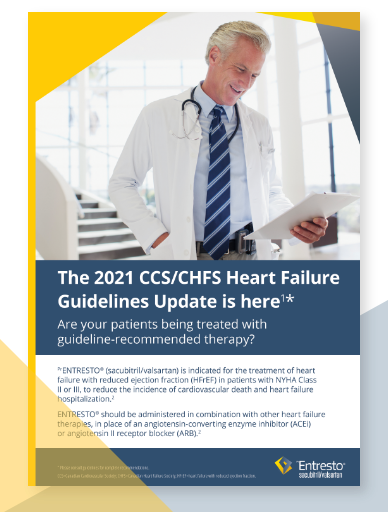 The 2021 CCS/CHFS Heart Failure
Guidelines Update is here¹*
Are your patients being treated with
guideline-recommended therapy?
Pr ENTRESTO® (sacubitril/valsartan) is indicated for the treatment of heart
failure with reduced ejection fraction (HFrEF) in patients with NYHA Class
II or III, to reduce the incidence of cardiovascular death and heart failure
hospitalization.²
ENTRESTO® should be administered in combination with other heart failure
therapies, in place of an angiotensin-converting enzyme inhibitor (ACEi)
or angiotensin II receptor blocker (ARB).²
Pr Entresto®
sacubitril/valsartan